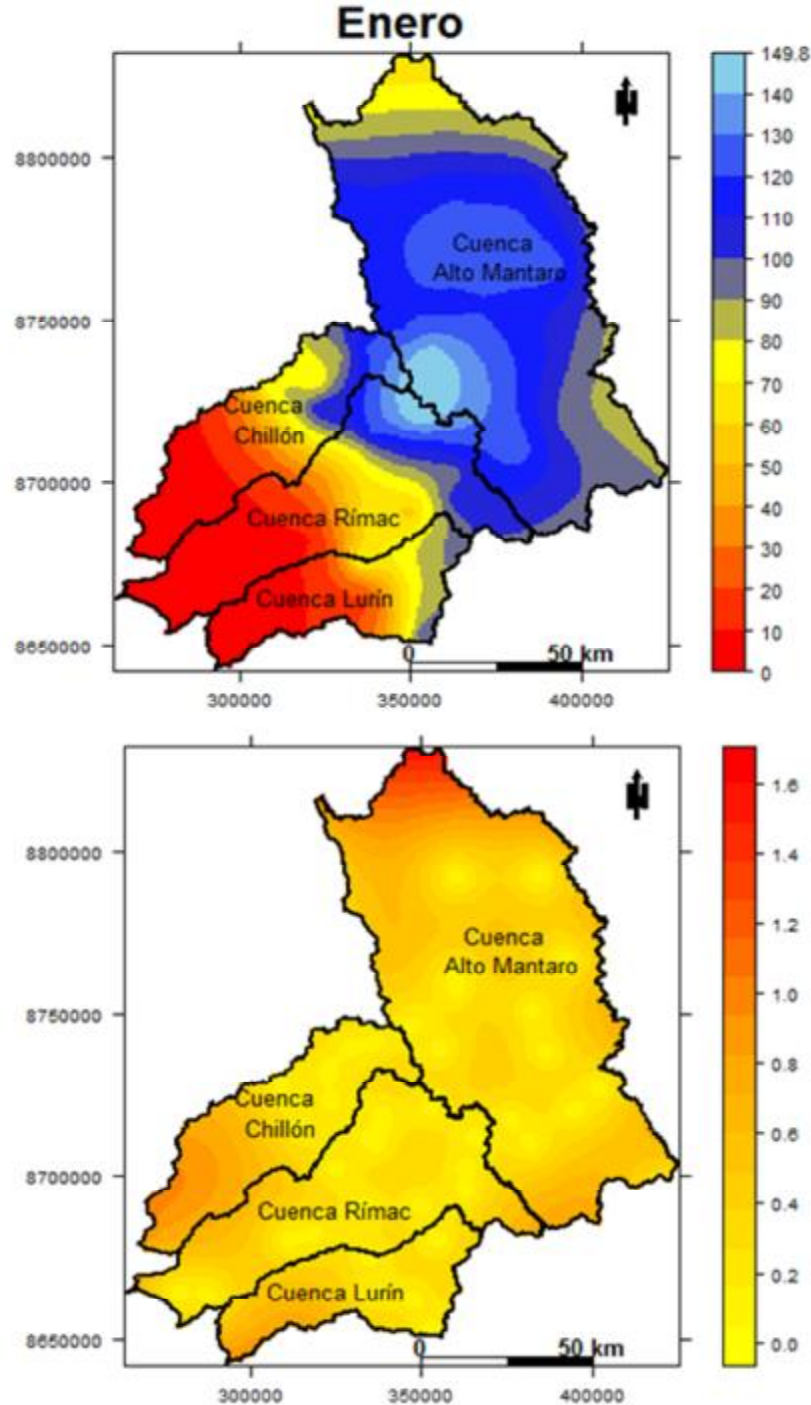 Enero
149.8
140
130
120
110
100
90
80
70
60
50
40
30
20
10
0
8800000
8750000
8700000
8650000
Cuenca
Alto Mantaro
Cuenca
Chillón
Cuenca Rímac
Cuenca Lurín
0
50 km
300000
350000
400000
1.6
1.4
1.2
1.0
0.8
0.6
0.4
0.2
0.0
8800000
8750000
8700000
8650000
Cuenca
Alto Mantaro
Cuenca
Chillón
Cuenca Rímac
Cuenca Lurín
0
50 km
300000
350000
400000